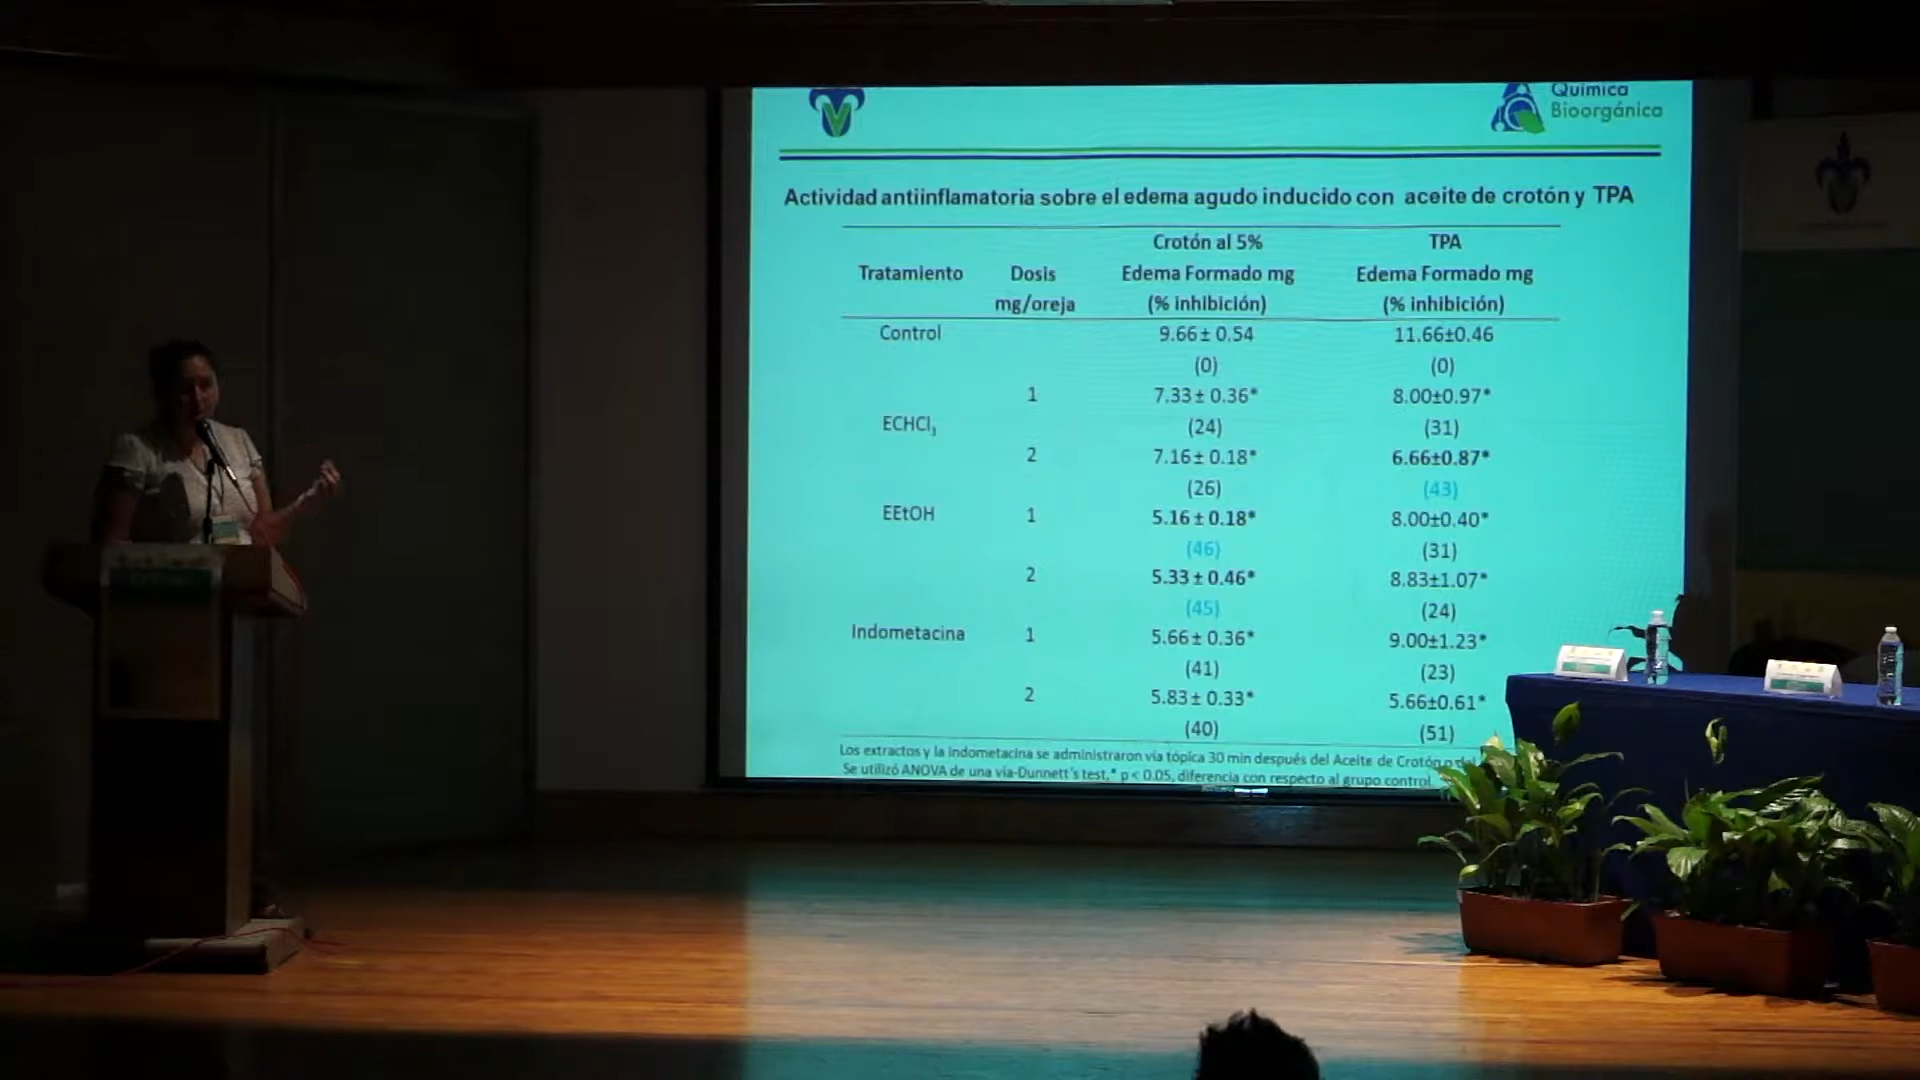 Química
Bioorgánica
Actividad antiinflamatoria sobre el edema agudo inducido con aceite de crotón y TPA
Crotón al 5% TPA
Tratamiento Dosis Edema Formado mg Edema Formado mg
mg/oreja (% inhibición) (% inhibición)
Control 9.66± 0.54 11.66±0.46
(0) (0)
1 7.33± 0.36* 8.00±0.97*
ECHCl₃ (24) (31)
2 7.16± 0.18* 6.66±0.87*
(26) (43)
EEtOH 1 5.16± 0.18* 8.00±0.40*
(46) (31)
2 5.33± 0.46* 8.83±1.07*
(45) (24)
Indometacina 1 5.66± 0.36* 9.00±1.23*
(41) (23)
2 5.83± 0.33* 5.66±0.61*
(40) (51)
Los extractos y la Indometacina se administraron vía tópica 30 min después del Aceite de Crotón o del
Se utilizó ANOVA de una vía-Dunnett's test,* p < 0.05, diferencia con respecto al grupo control.